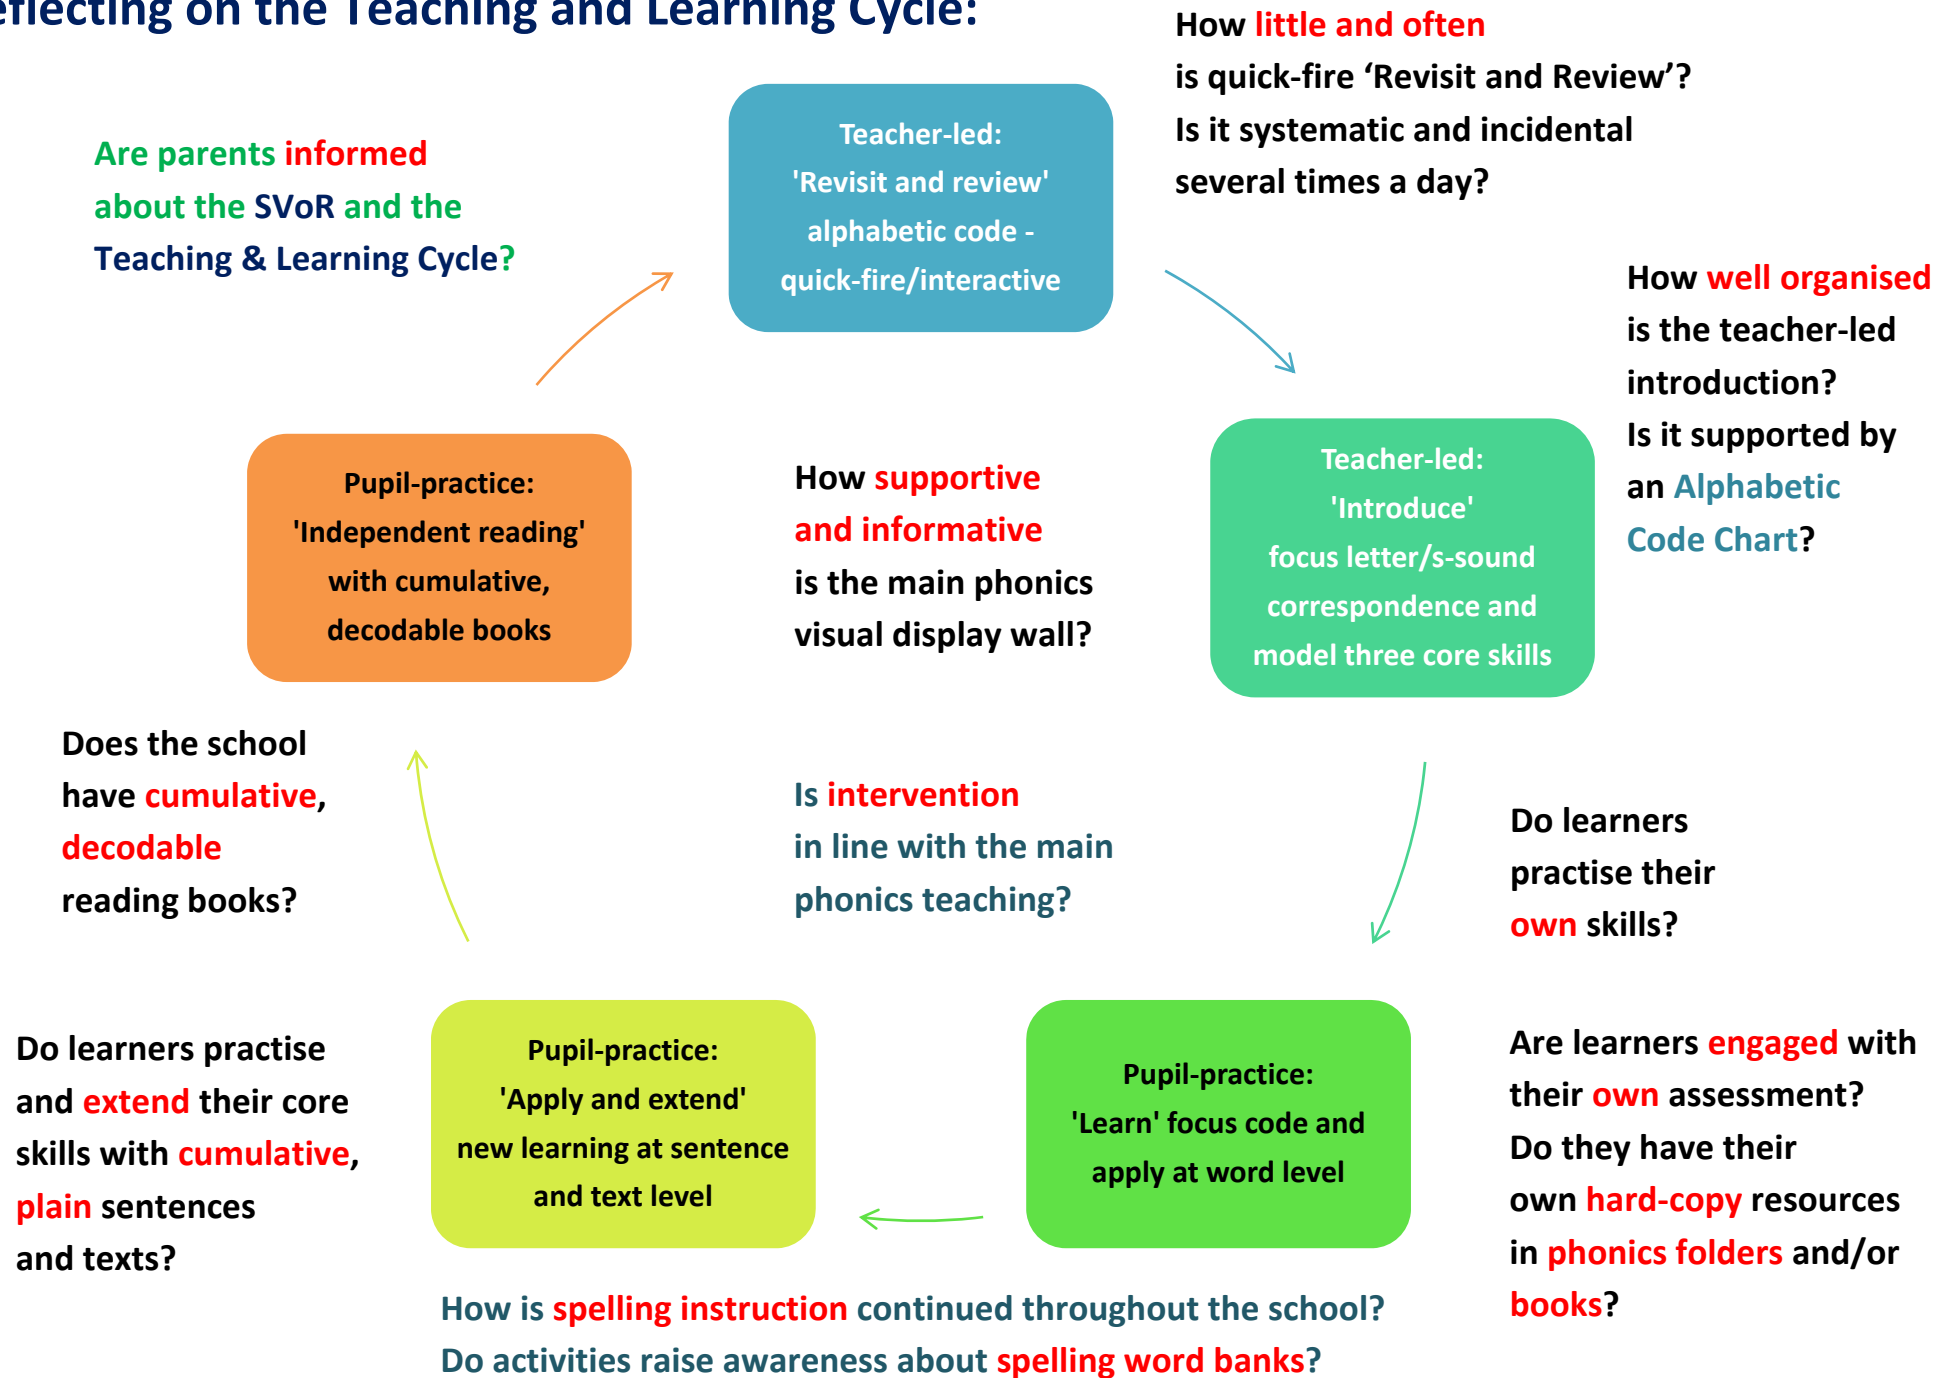 eflecting on the Teaching and Learning Cycle:
How little and often
is quick-fire ‘Revisit and Review’?
Is it systematic and incidental
several times a day?
Are parents informed
about the SVoR and the
Teaching & Learning Cycle?
Teacher-led:
'Revisit and review'
alphabetic code -
quick-fire/interactive
How well organised
is the teacher-led
introduction?
Is it supported by
an Alphabetic
Code Chart?
Pupil-practice:
'Independent reading'
with cumulative,
decodable books
How supportive
and informative
is the main phonics
visual display wall?
Teacher-led:
'Introduce'
focus letter/s-sound
correspondence and
model three core skills
Does the school
have cumulative,
decodable
reading books?
Is intervention
in line with the main
phonics teaching?
Do learners
practise their
own skills?
Do learners practise
and extend their core
skills with cumulative,
plain sentences
and texts?
Pupil-practice:
'Apply and extend'
new learning at sentence
and text level
Pupil-practice:
'Learn' focus code and
apply at word level
Are learners engaged with
their own assessment?
Do they have their
own hard-copy resources
in phonics folders and/or
books?
How is spelling instruction continued throughout the school?
Do activities raise awareness about spelling word banks?